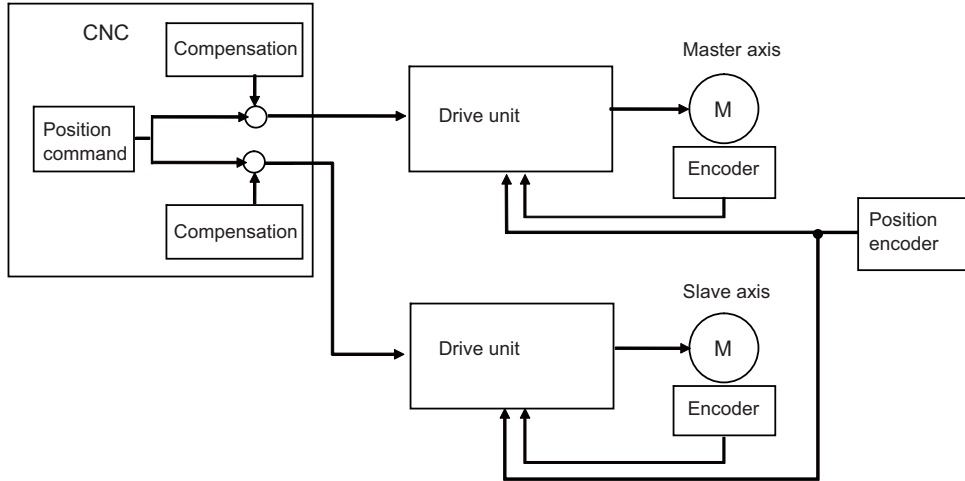 CNC
Compensation
Position
command
Compensation
Drive unit
Master axis
M
Encoder
Position
encoder
Drive unit
Slave axis
M
Encoder